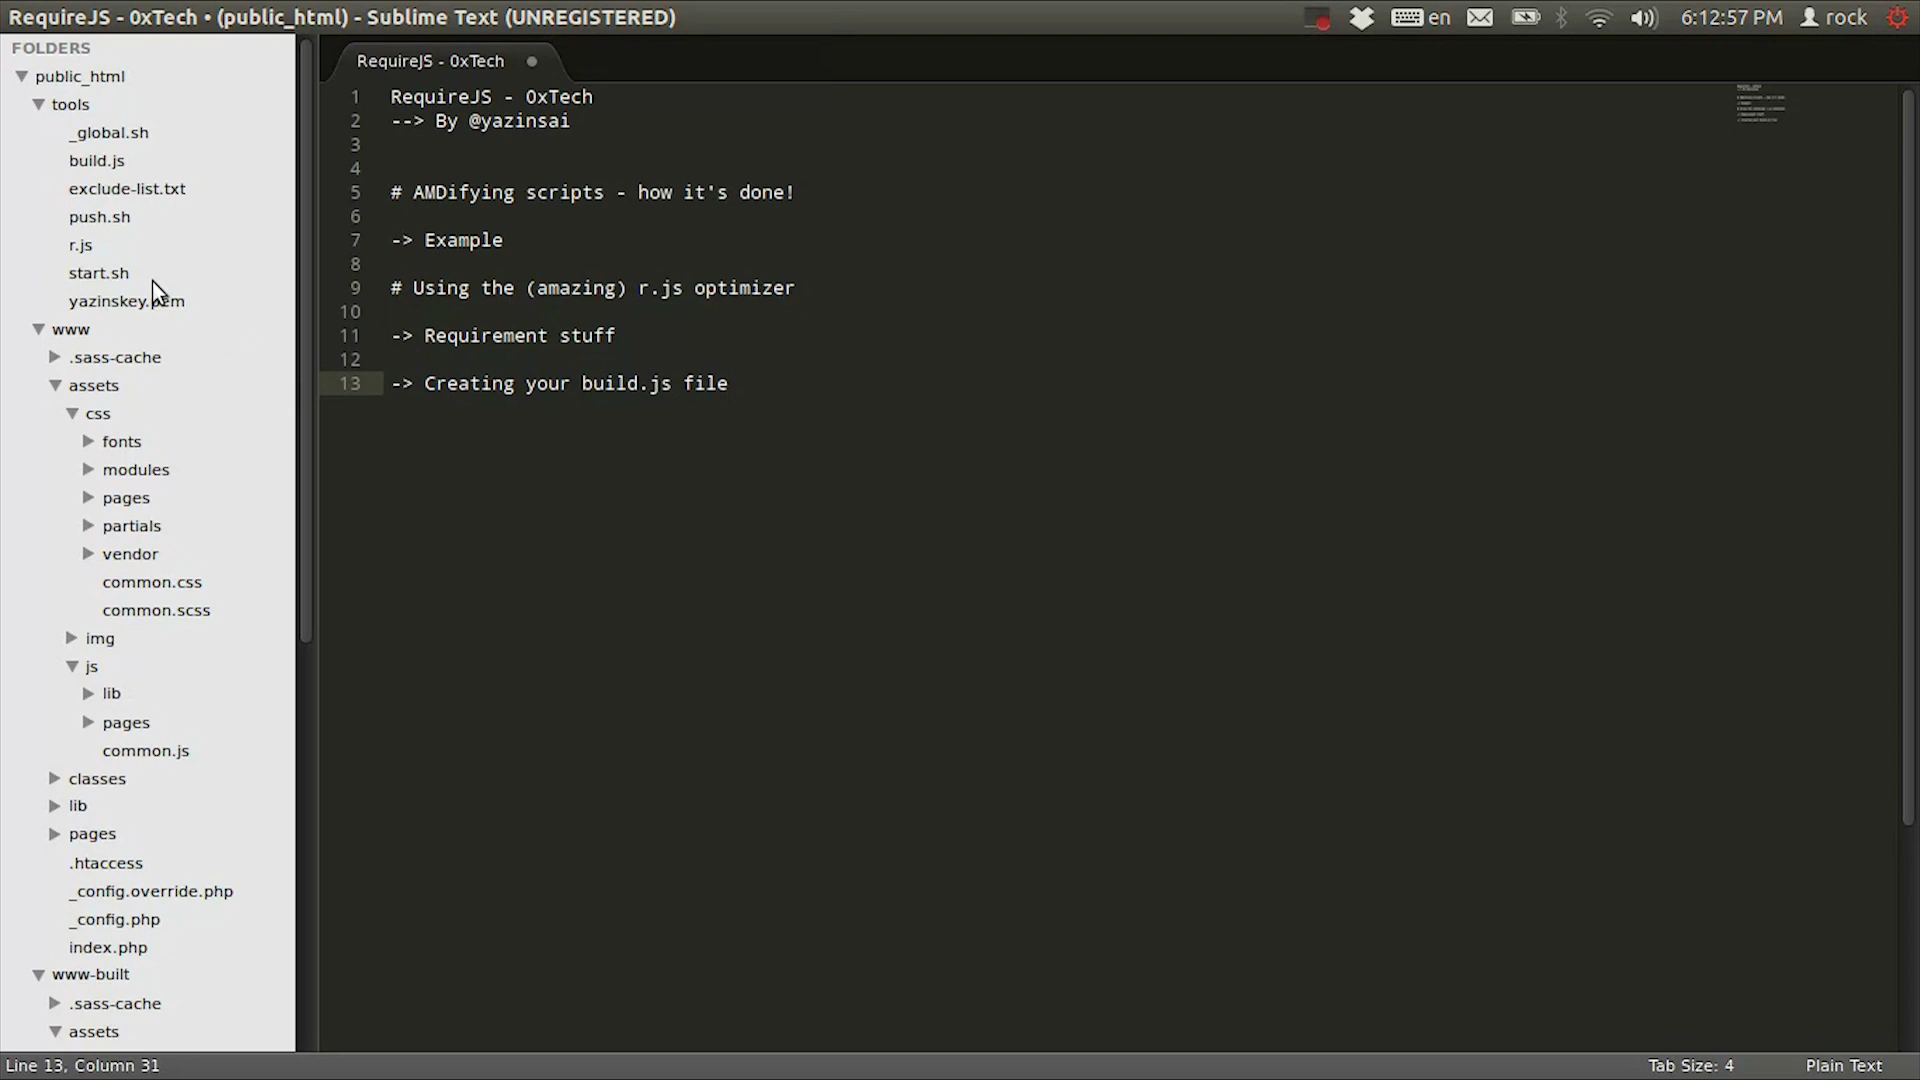 RequireJS - 0xTech • (public_html) - Sublime Text (UNREGISTERED)
en
6:12:57 PM
rock
FOLDERS
public_html
tools
_global.sh
build.js
exclude-list.txt
push.sh
r.js
start.sh
yazinskey.pem
www
.sass-cache
assets
css
fonts
modules
pages
partials
vendor
common.css
common.scss
img
js
lib
pages
common.js
classes
lib
pages
.htaccess
_config.override.php
_config.php
index.php
www-built
.sass-cache
assets
RequireJS - 0xTech
1 RequireJS - 0xTech
2 --> By @yazinsai
3
4
5 # AMDifying scripts - how it's done!
6
7 -> Example
8
9 # Using the (amazing) r.js optimizer
10
11 -> Requirement stuff
12
13 -> Creating your build.js file
Line 13, Column 31
Tab Size: 4
Plain Text